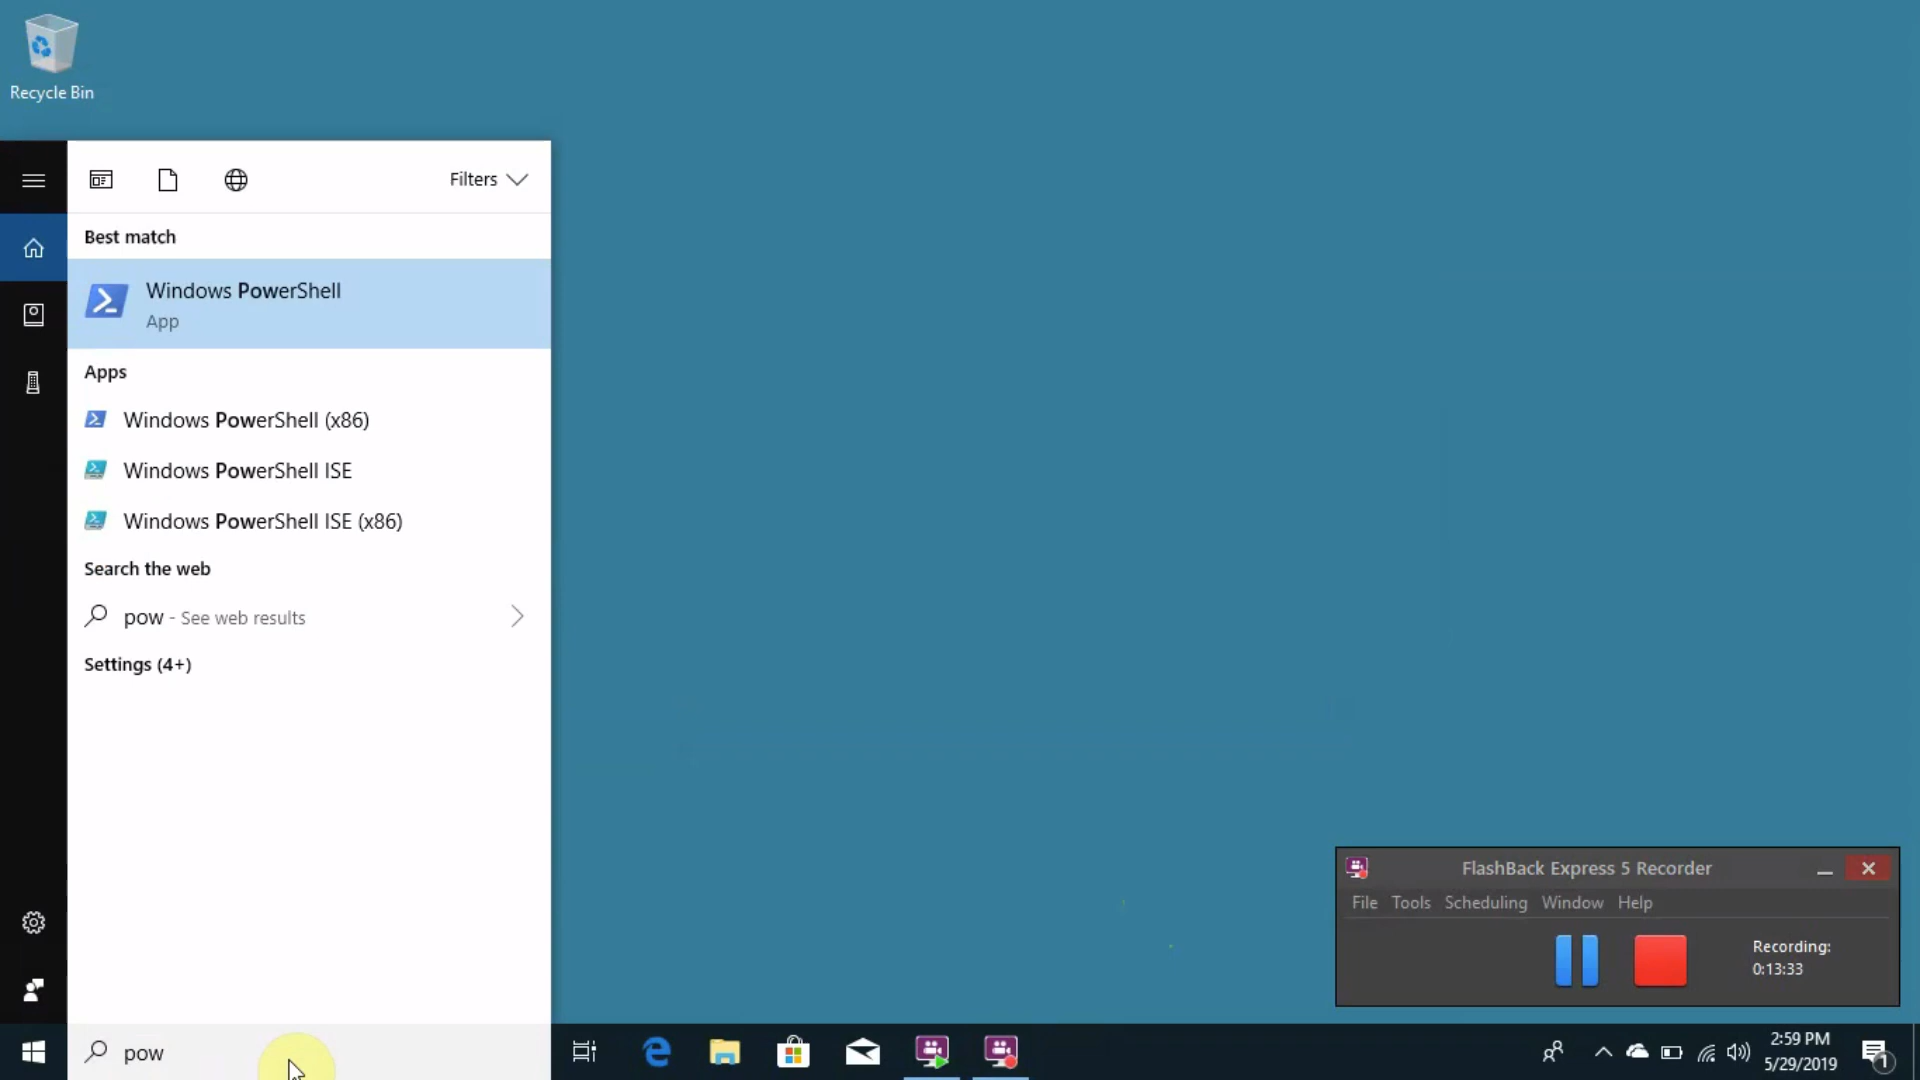 Recycle Bin
Filters
Best match
Windows PowerShell
App
Apps
Windows PowerShell (x86)
Windows PowerShell ISE
Windows PowerShell ISE (x86)
Search the web
pow - See web results
Settings (4+)
pow
FlashBack Express 5 Recorder
File Tools Scheduling Window Help
Recording:
0:13:33
2:59 PM
5/29/2019
1